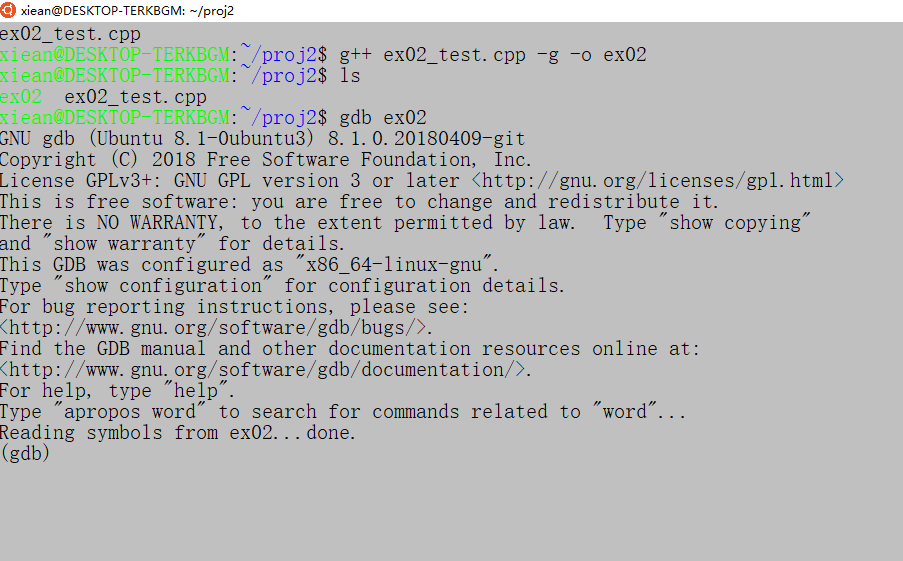 xiean@DESKTOP-TERKBGM: ~/proj2
ex02_test.cpp
xiean@DESKTOP-TERKBGM:~/proj2$ g++ ex02_test.cpp -g -o ex02
xiean@DESKTOP-TERKBGM:~/proj2$ ls
ex02  ex02_test.cpp
xiean@DESKTOP-TERKBGM:~/proj2$ gdb ex02
GNU gdb (Ubuntu 8.1-0ubuntu3) 8.1.0.20180409-git
Copyright (C) 2018 Free Software Foundation, Inc.
License GPLv3+: GNU GPL version 3 or later <http://gnu.org/licenses/gpl.html>
This is free software: you are free to change and redistribute it.
There is NO WARRANTY, to the extent permitted by law.  Type "show copying"
and "show warranty" for details.
This GDB was configured as "x86_64-linux-gnu".
Type "show configuration" for configuration details.
For bug reporting instructions, please see:
<http://www.gnu.org/software/gdb/bugs/>.
Find the GDB manual and other documentation resources online at:
<http://www.gnu.org/software/gdb/documentation/>.
For help, type "help".
Type "apropos word" to search for commands related to "word"...
Reading symbols from ex02...done.
(gdb)